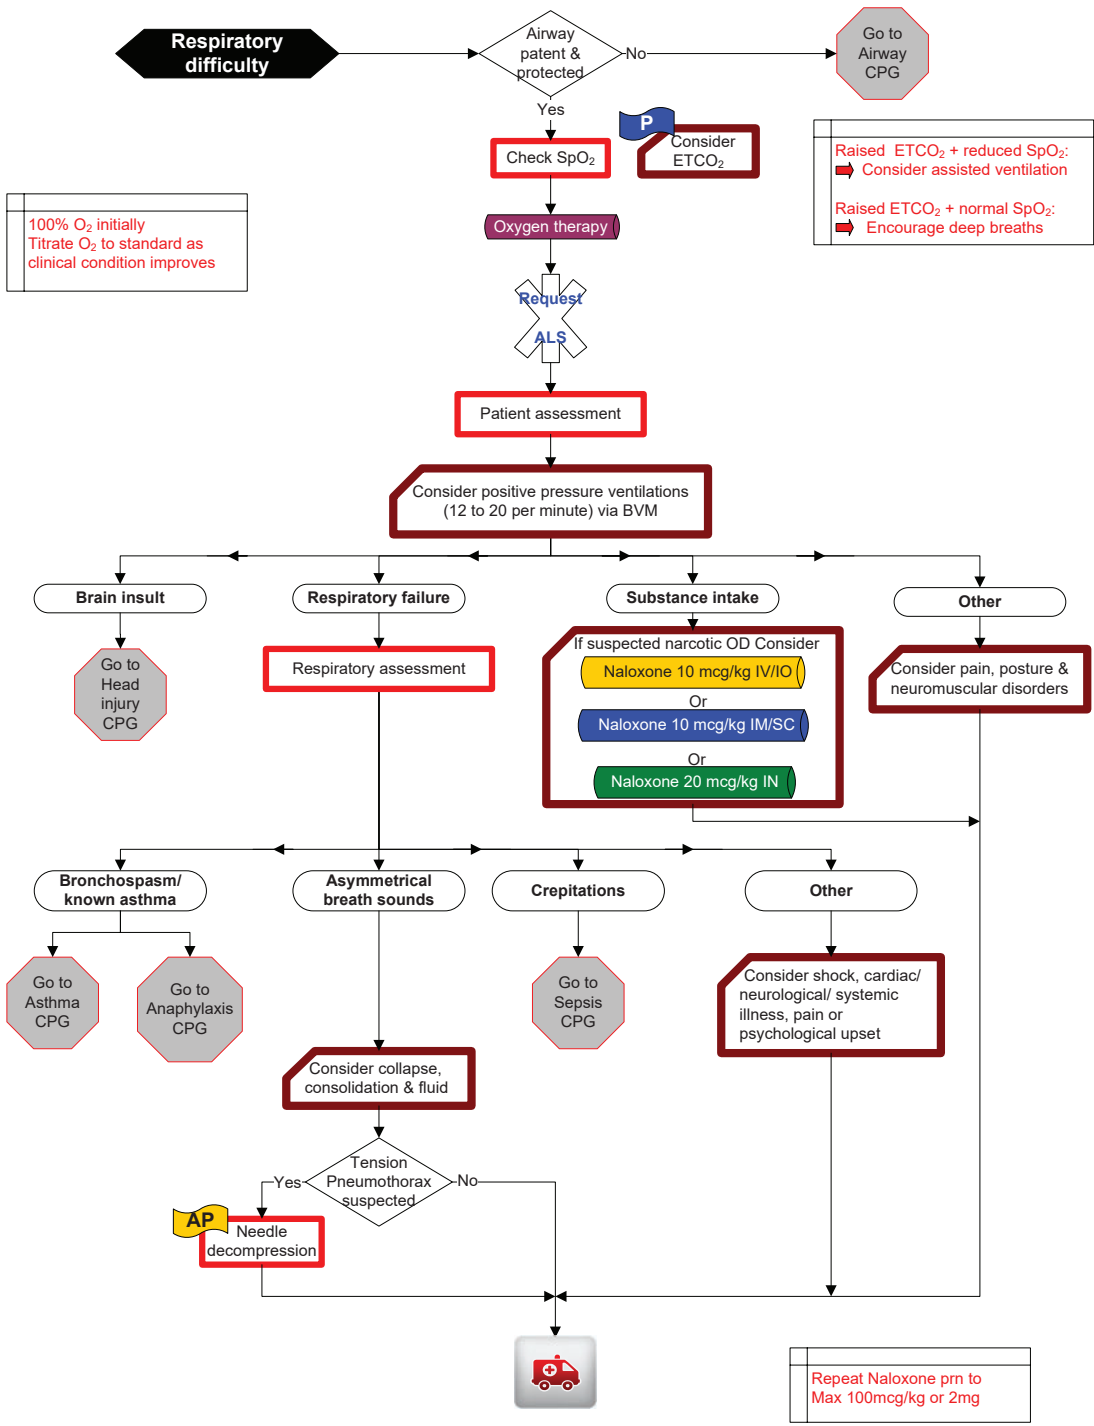 Respiratory
difficulty
Airway
patent &
protected
No
Go to
Airway
CPG
Yes
P
Consider
ETCO₂
Check SpO₂
Raised ETCO₂ + reduced SpO₂:
Consider assisted ventilation
Raised ETCO₂ + normal SpO₂:
Encourage deep breaths
100% O₂ initially
Titrate O₂ to standard as
clinical condition improves
Oxygen therapy
Request
ALS
Patient assessment
Consider positive pressure ventilations
(12 to 20 per minute) via BVM
Brain insult
Respiratory failure
Substance intake
Other
Go to
Head
injury
CPG
Respiratory assessment
If suspected narcotic OD Consider
Naloxone 10 mcg/kg IV/IO
Or
Naloxone 10 mcg/kg IM/SC
Or
Naloxone 20 mcg/kg IN
Consider pain, posture &
neuromuscular disorders
Bronchospasm/
known asthma
Asymmetrical
breath sounds
Crepitations
Other
Go to
Asthma
CPG
Go to
Anaphylaxis
CPG
Go to
Sepsis
CPG
Consider shock, cardiac/
neurological/ systemic
illness, pain or
psychological upset
Consider collapse,
consolidation & fluid
Tension
Pneumothorax
suspected
Yes
No
AP
Needle
decompression
Repeat Naloxone prn to
Max 100mcg/kg or 2mg